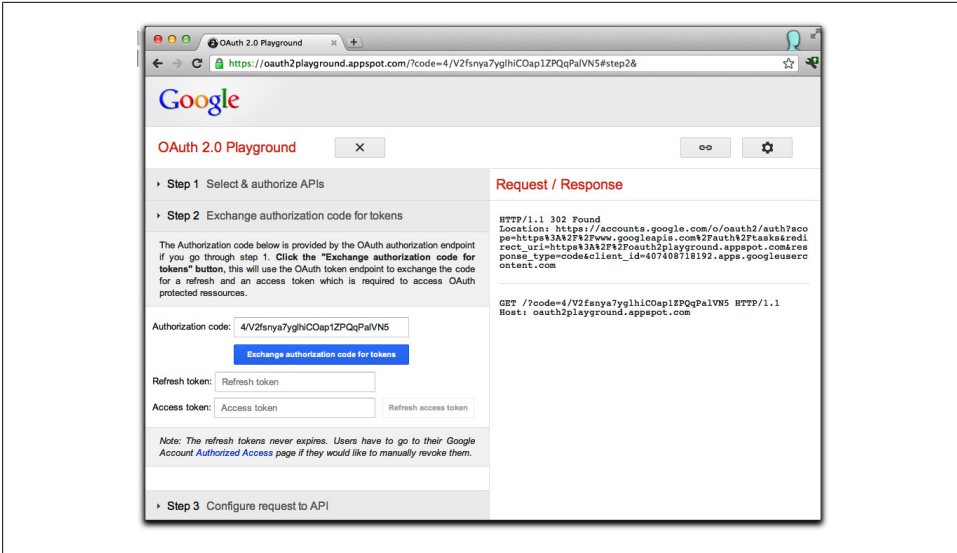 OAuth 2.0 Playground
https://oauth2playground.appspot.com/?code=4/V2fsnya7yglhiCOap1ZPQqPalVN5#step2&
Google
OAuth 2.0 Playground
Step 1 Select & authorize APIs
Step 2 Exchange authorization code for tokens
The Authorization code below is provided by the OAuth authorization endpoint
if you go through step 1. Click the "Exchange authorization code for
tokens" button, this will use the OAuth token endpoint to exchange the code
for a refresh and an access token which is required to access OAuth
protected ressources.
Authorization code: 4/V2fsnya7yglhiCOap1ZPQqPalVN5
Exchange authorization code for tokens
Refresh token: Refresh token
Access token: Access token Refresh access token
Note: The refresh tokens never expires. Users have to go to their Google
Account Authorized Access page if they would like to manually revoke them.
Step 3 Configure request to API
Request / Response
HTTP/1.1 302 Found
Location: https://accounts.google.com/o/oauth2/auth?sco
pe=https%3A%2F%2Fwww.googleapis.com%2Fauth%2Ftasks&redi
rect_uri=https%3A%2F%2Foauth2playground.appspot.com&res
ponse_type=code&client_id=407408718192.apps.googleuserc
ontent.com
GET /?code=4/V2fsnya7yglhiCOap1ZPQqPalVN5 HTTP/1.1
Host: oauth2playground.appspot.com